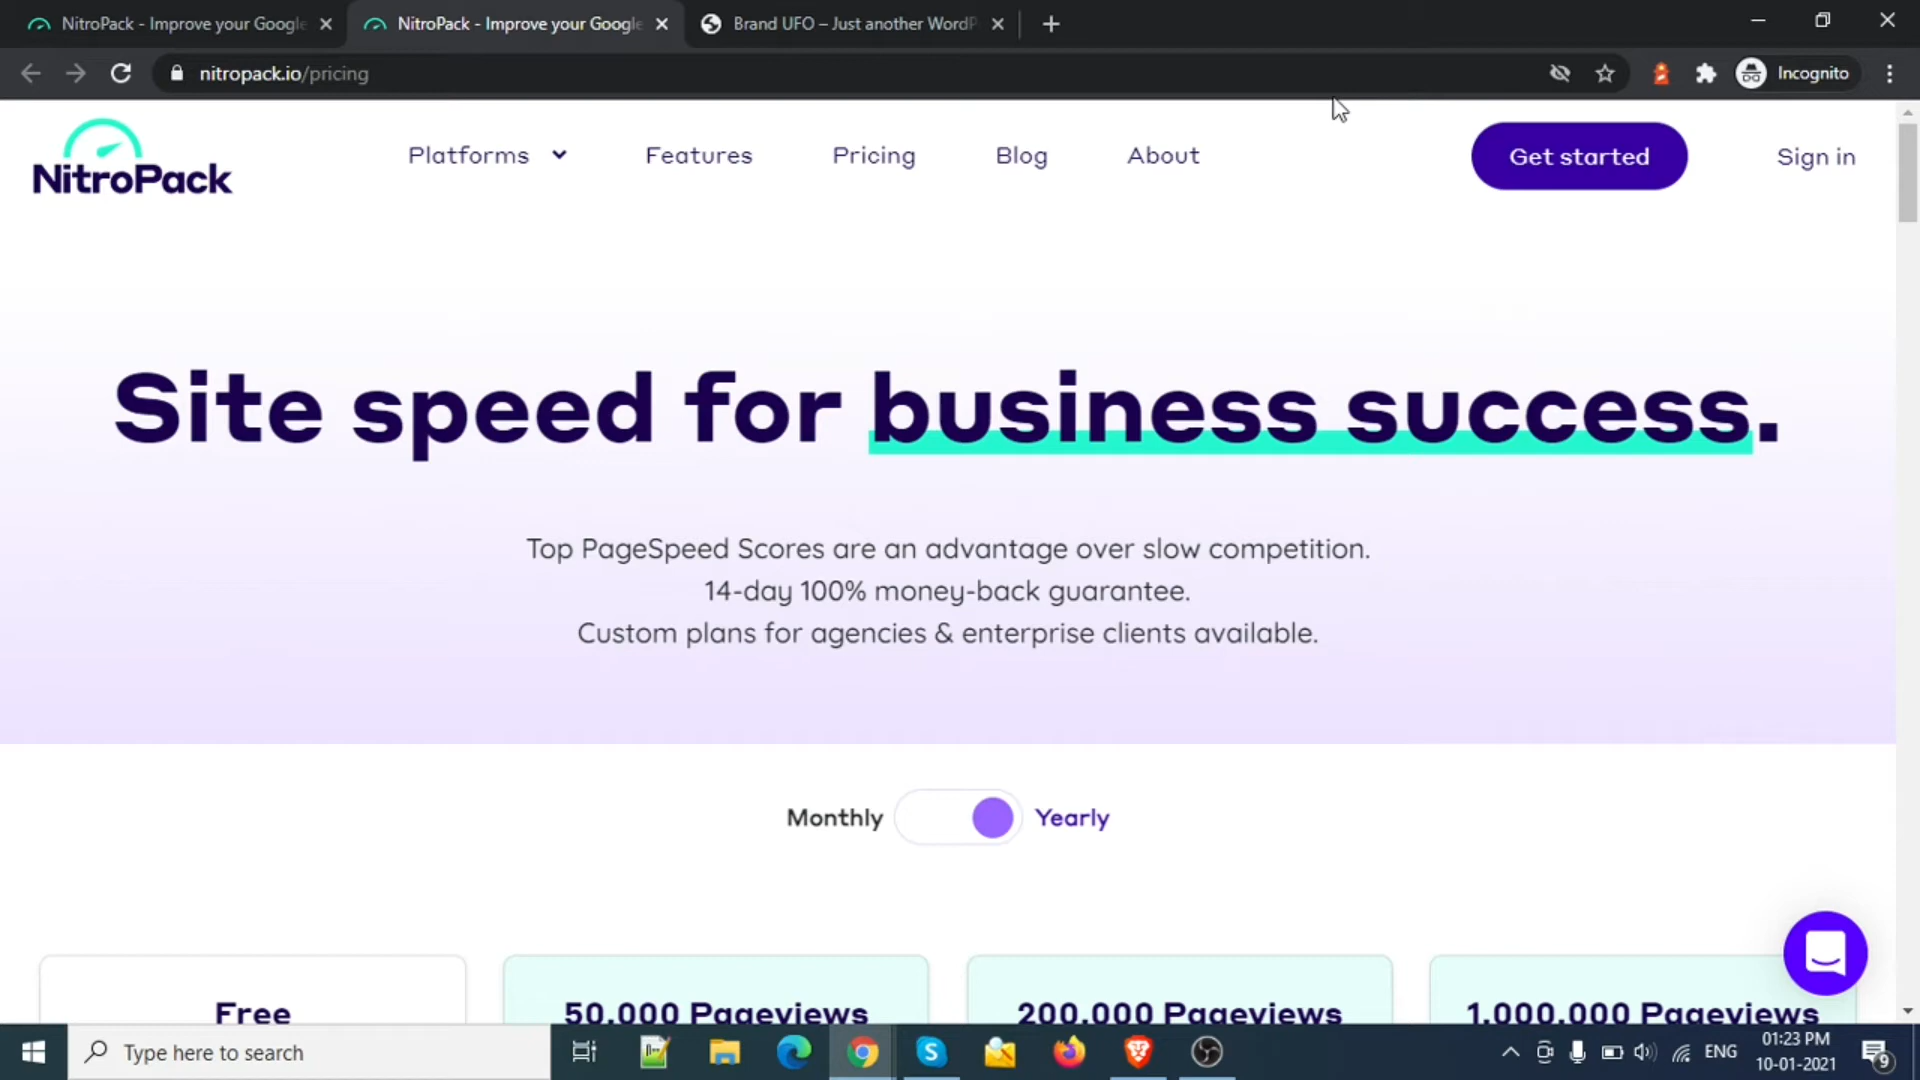 NitroPack - Improve your Google
NitroPack - Improve your Google
Brand UFO – Just another WordP
nitropack.io/pricing
Incognito
NitroPack
Platforms
Features
Pricing
Blog
About
Get started
Sign in
Site speed for business success.
Top PageSpeed Scores are an advantage over slow competition.
14-day 100% money-back guarantee.
Custom plans for agencies & enterprise clients available.
Monthly
Yearly
Free
50,000 Pageviews
200,000 Pageviews
1,000,000 Pageviews
Type here to search
ENG
01:23 PM
10-01-2021
9